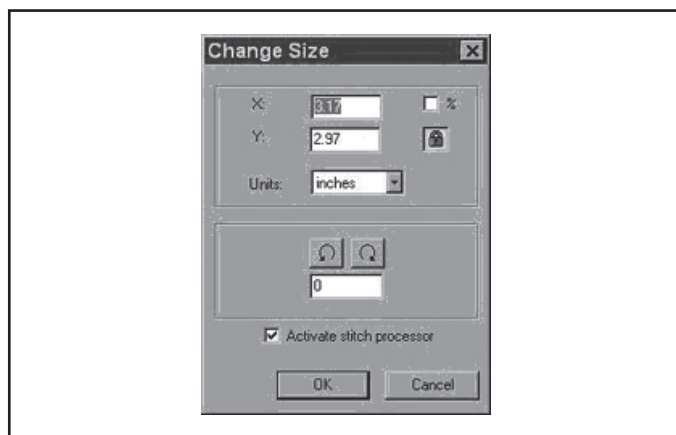 Change Size
X: 3.17 %
Y: 2.97
Units: inches
0
Activate stitch processor
OK Cancel